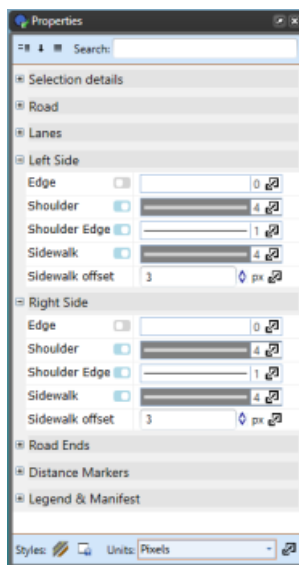 Properties
Search:
Selection details
Road
Lanes
Left Side
Edge 0
Shoulder 4
Shoulder Edge 1
Sidewalk 4
Sidewalk offset 3 px
Right Side
Edge 0
Shoulder 4
Shoulder Edge 1
Sidewalk 4
Sidewalk offset 3 px
Road Ends
Distance Markers
Legend & Manifest
Styles: Units: Pixels